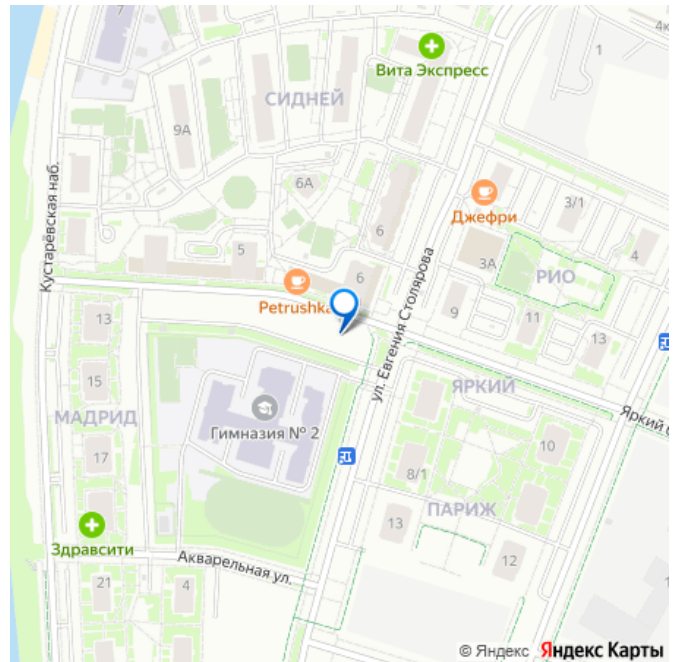 7
4к
1
Вита Экспресс
СИДНЕЙ
9А
6А
3/1
Джефри
Кустарёвская наб.
6
5
4
3А
РИО
6
Petrushka
ул. Евгения Столярова
9
11
13
13
ЯРКИЙ
15
Яркий б
МАДРИД
Гимназия № 2
10
17
8/1
ПАРИЖ
13
Здравсити
Акварельная ул.
12
21
4
1
© Яндекс Яндекс Карты